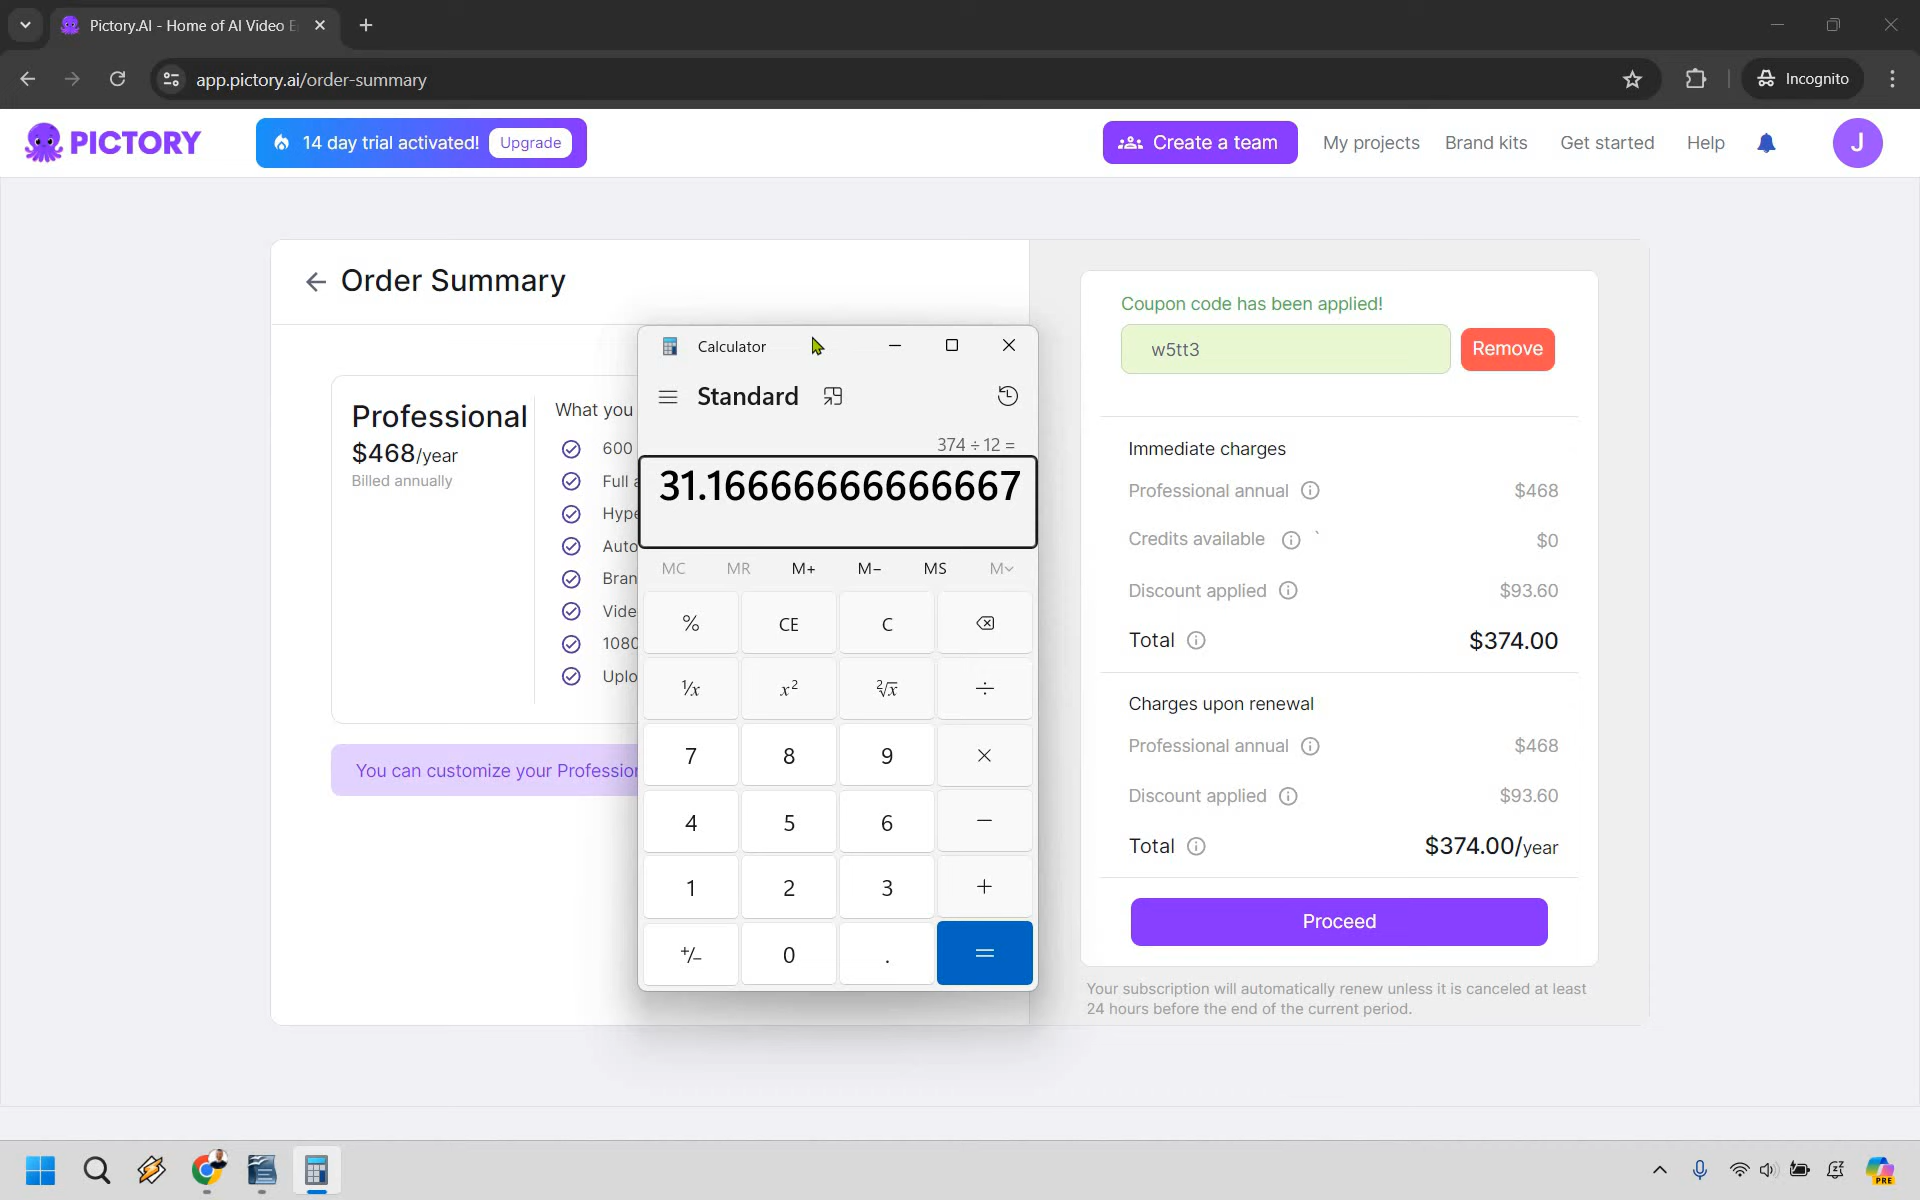 Pictory.AI - Home of AI Video E
app.pictory.ai/order-summary
Incognito
PICTORY
14 day trial activated!
Upgrade
Create a team
My projects
Brand kits
Get started
Help
J
Order Summary
Professional
$468/year
Billed annually
What you
600
Full a
Hype
Auto
Bran
Vide
1080
Uplo
You can customize your Profession
Calculator
Standard
374 ÷ 12 =
31.16666666666667
MC MR M+ M− MS M
% CE C
¹/x x² ²√x ÷
7 8 9 ×
4 5 6 −
1 2 3 +
+/− 0 . =
Coupon code has been applied!
w5tt3
Remove
Immediate charges
Professional annual $468
Credits available ` $0
Discount applied $93.60
Total $374.00
Charges upon renewal
Professional annual $468
Discount applied $93.60
Total $374.00/year
Proceed
Your subscription will automatically renew unless it is canceled at least
24 hours before the end of the current period.
PRE